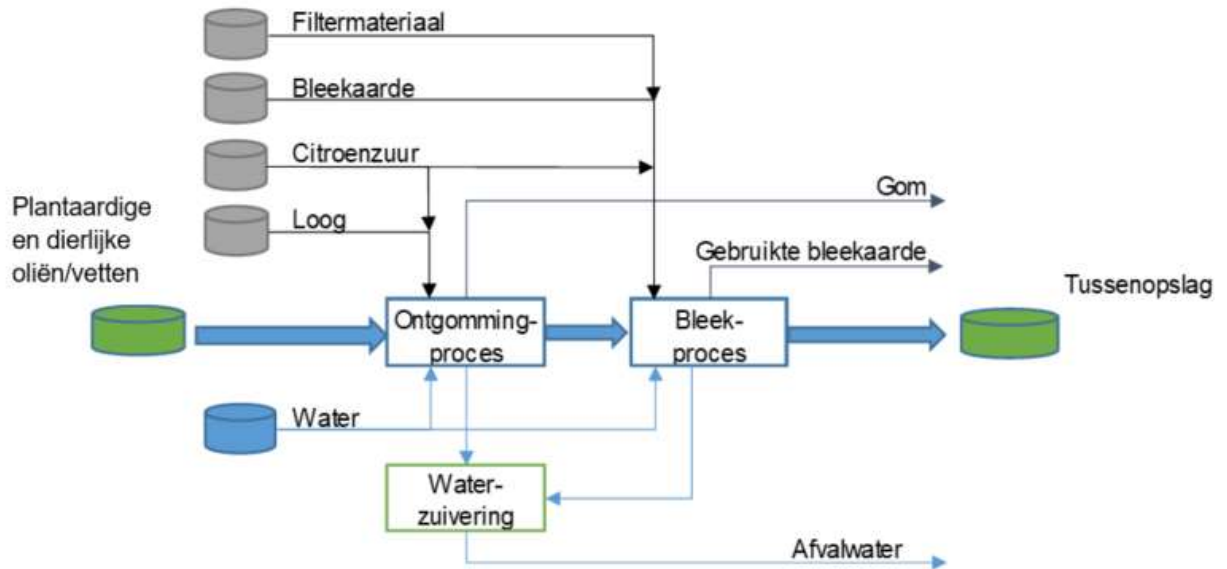 Filtermateriaal
Bleekaarde
Citroenzuur
Loog
Plantaardige
en dierlijke
oliën/vetten
Gom
Gebruikte bleekaarde
Tussenopslag
Ontgomming-
proces
Bleek-
proces
Water
Water-
zuivering
Afvalwater